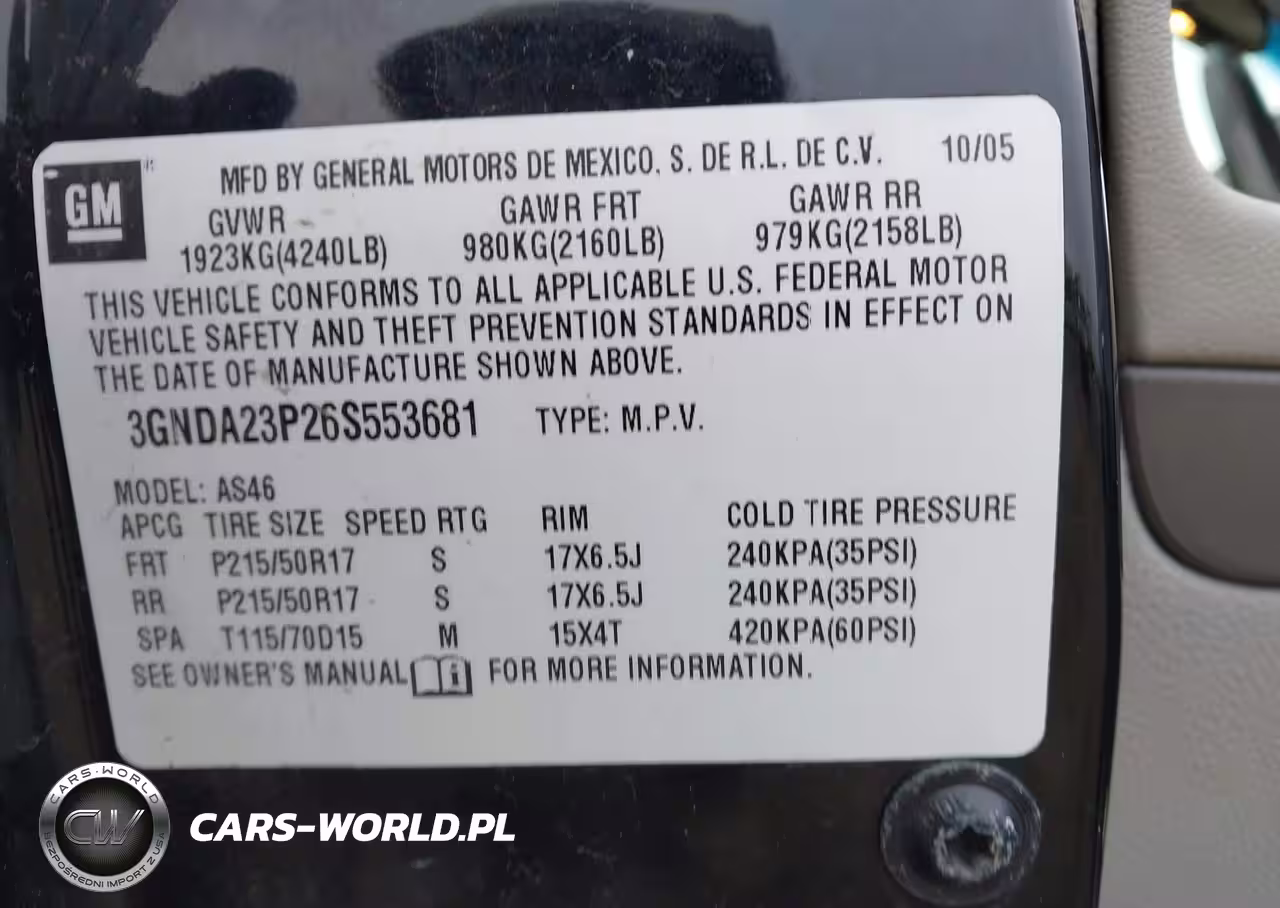 GM
MFD BY GENERAL MOTORS DE MEXICO, S. DE R.L. DE C.V. 10/05
GVWR GAWR FRT GAWR RR
1923KG(4240LB) 980KG(2160LB) 979KG(2158LB)
THIS VEHICLE CONFORMS TO ALL APPLICABLE U.S. FEDERAL MOTOR
VEHICLE SAFETY AND THEFT PREVENTION STANDARDS IN EFFECT ON
THE DATE OF MANUFACTURE SHOWN ABOVE.
3GNDA23P26S553681 TYPE: M.P.V.
MODEL: AS46
APCG TIRE SIZE SPEED RTG RIM COLD TIRE PRESSURE
FRT P215/50R17 S 17X6.5J 240KPA(35PSI)
RR P215/50R17 S 17X6.5J 240KPA(35PSI)
SPA T115/70D15 M 15X4T 420KPA(60PSI)
SEE OWNER'S MANUAL FOR MORE INFORMATION.
CARS-WORLD
CW
BEZPOŚREDNI IMPORT Z USA
CARS-WORLD.PL